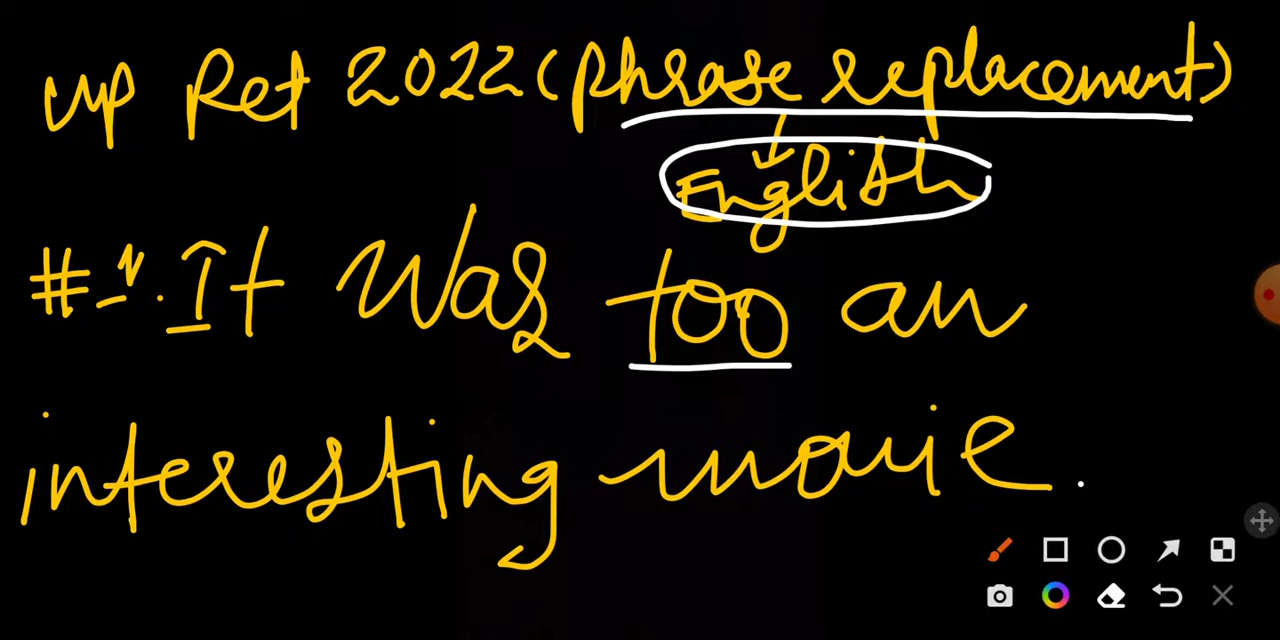 UP Pet 2022 (phrase replacement)
English
#1. It was too an
interesting movie.